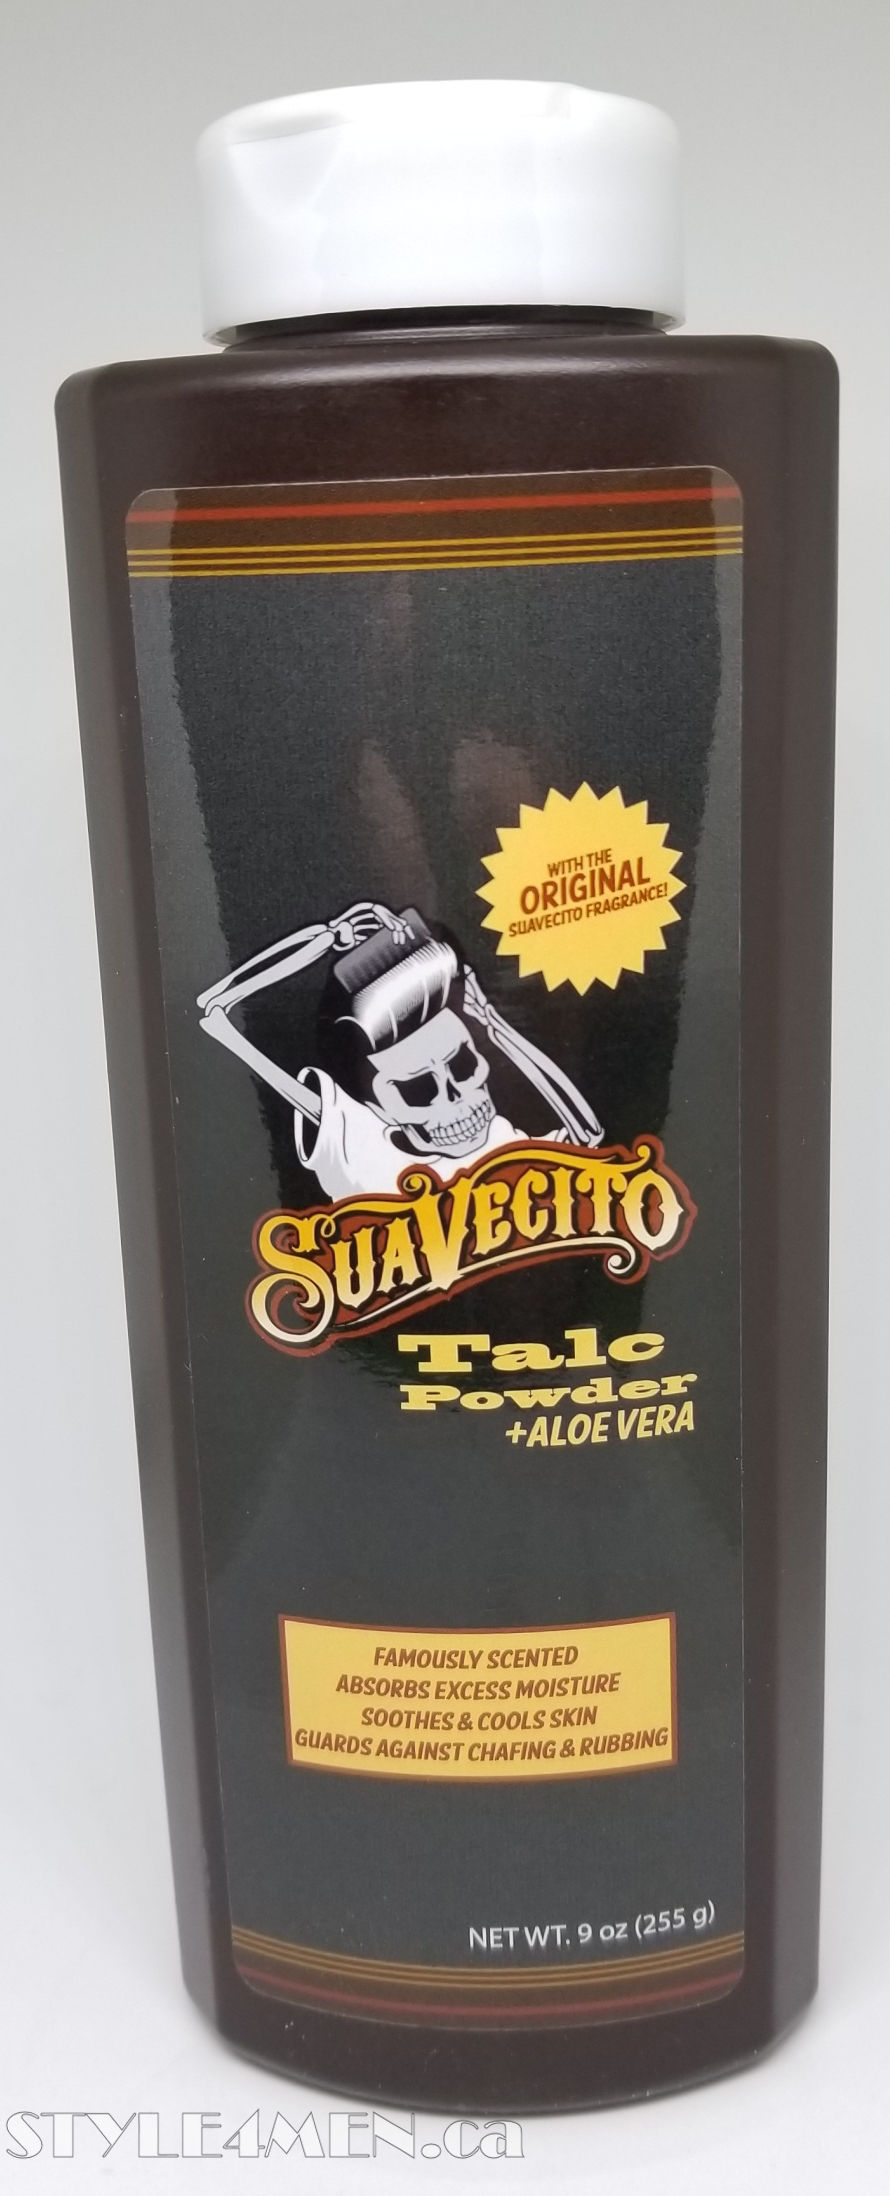 WITH THE
ORIGINAL
SUAVECITO FRAGRANCE!
SUAVECITO
Talc
Powder
+ALOE VERA
FAMOUSLY SCENTED
ABSORBS EXCESS MOISTURE
SOOTHES & COOLS SKIN
GUARDS AGAINST CHAFING & RUBBING
NET WT. 9 oz (255 g)
STYLE4MEN.ca